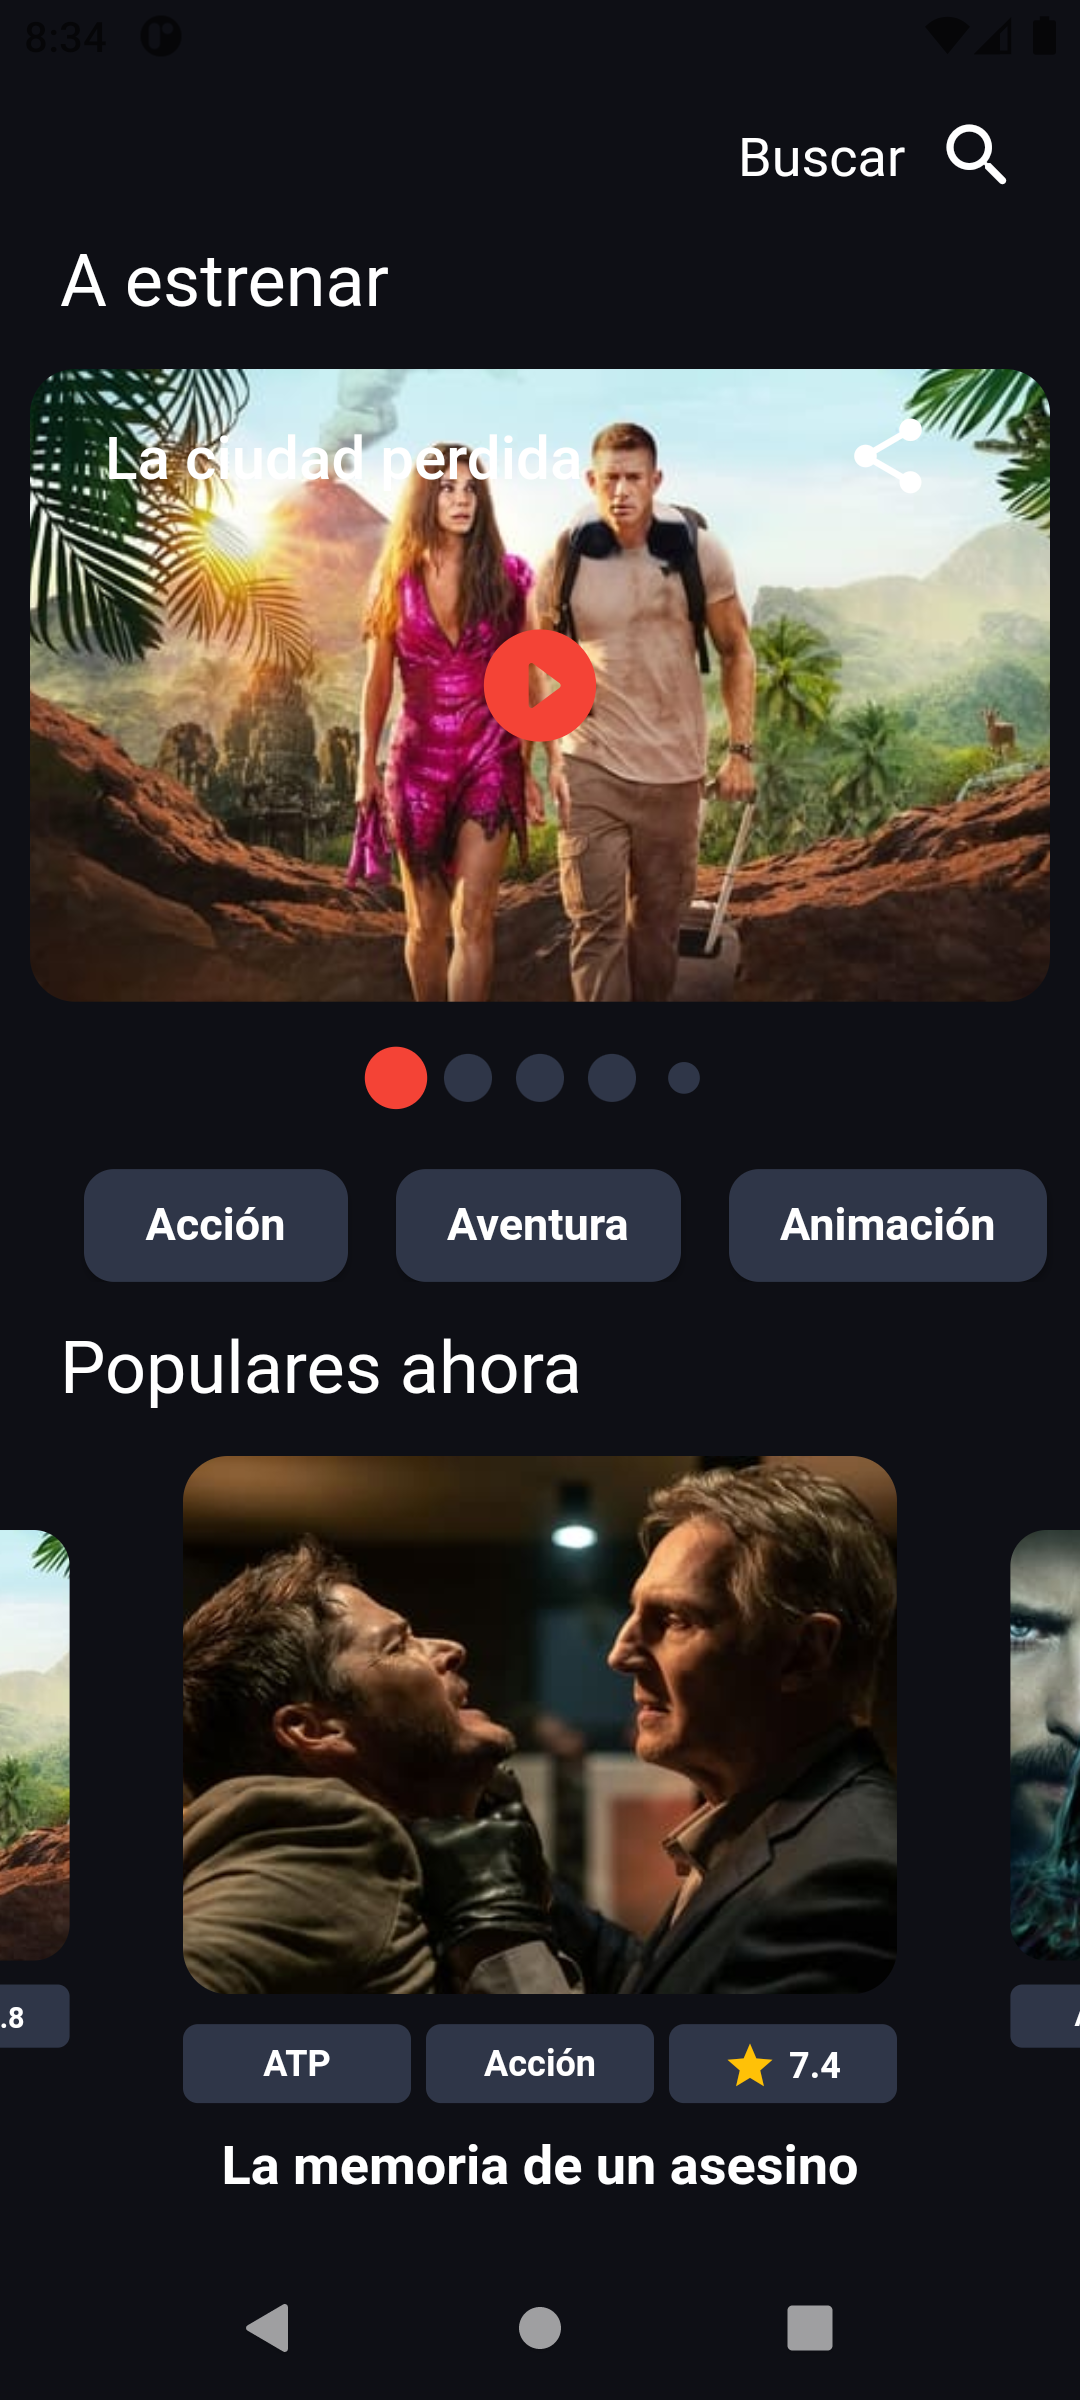 8:34
Buscar
A estrenar
La ciudad perdida
Acción
Aventura
Animación
Populares ahora
.8
ATP
Acción
7.4
La memoria de un asesino